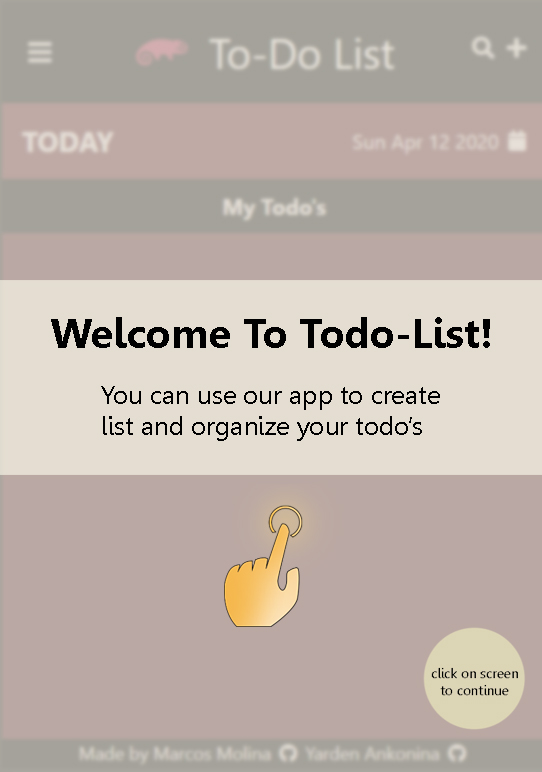 To-Do List
TODAY
Sun Apr 12 2020
My Todo's
Welcome To Todo-List!
You can use our app to create
list and organize your todo's
click on screen
to continue
Made by Marcos Molina Yarden Ankonina